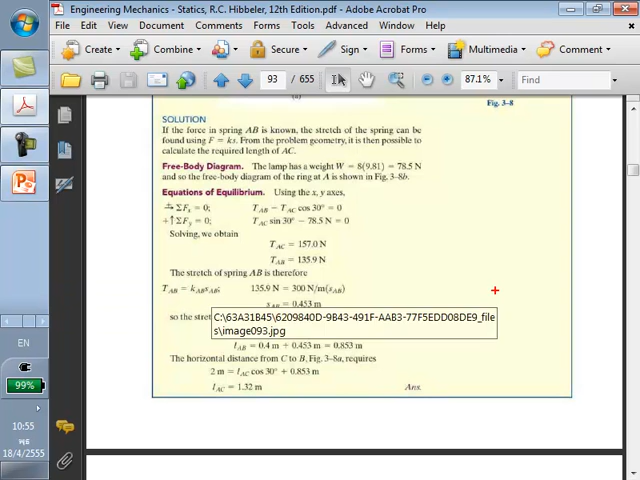 Engineering Mechanics - Statics, R.C. Hibbeler, 12th Edition.pdf - Adobe Acrobat Pro
File Edit View Document Comments Forms Tools Advanced Window Help
Create Combine Secure Sign Forms Multimedia Comment
93 / 655 87.1% Find
Fig. 3–8
SOLUTION
If the force in spring AB is known, the stretch of the spring can be
found using F = ks. From the problem geometry, it is then possible to
calculate the required length of AC.
Free-Body Diagram. The lamp has a weight W = 8(9.81) = 78.5 N
and so the free-body diagram of the ring at A is shown in Fig. 3–8b.
Equations of Equilibrium. Using the x, y axes,
→+ ΣFx = 0; TAB − TAC cos 30° = 0
+↑ΣFy = 0; TAC sin 30° − 78.5 N = 0
Solving, we obtain
TAC = 157.0 N
TAB = 135.9 N
The stretch of spring AB is therefore
TAB = kABsAB; 135.9 N = 300 N/m(sAB)
sAB = 0.453 m
so the stret
C:\63A31B45\6209840D-9B43-491F-AAB3-77F5EDD08DE9_file
s\image093.jpg
lAB = 0.4 m + 0.453 m = 0.853 m
The horizontal distance from C to B, Fig. 3–8a, requires
2 m = lAC cos 30° + 0.853 m
lAC = 1.32 m Ans.
EN
99%
10:55
18/4/2555